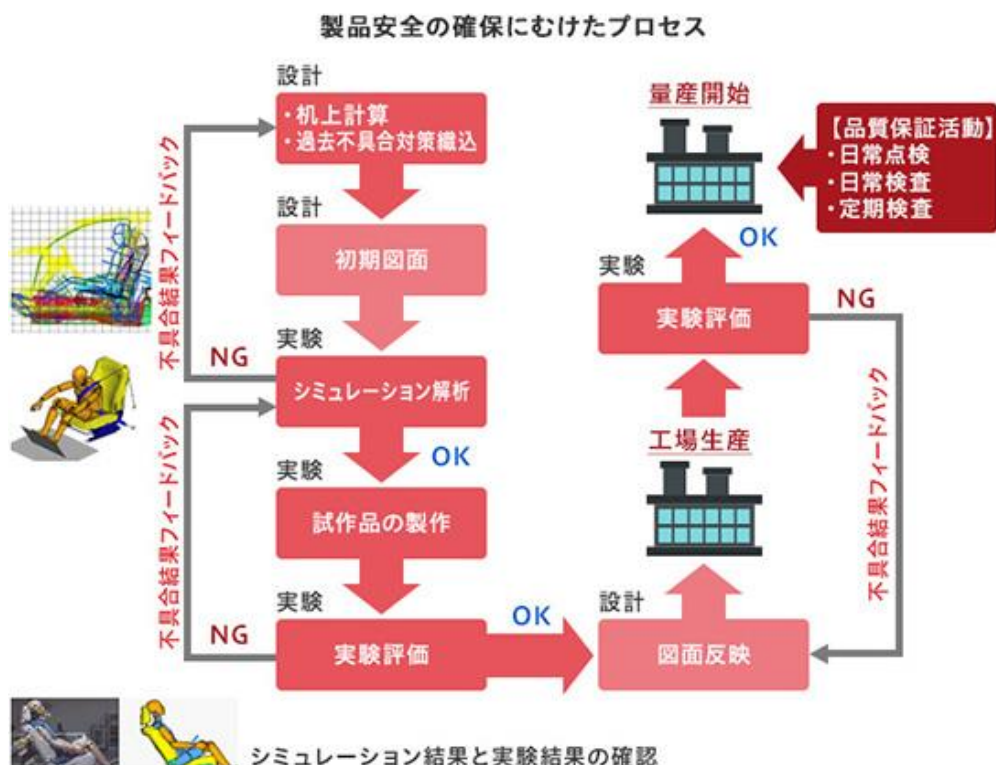 製品安全の確保にむけたプロセス
設計
・机上計算
・過去不具合対策織込
設計
初期図面
実験
シミュレーション解析
NG
不具合結果フィードバック
OK
実験
試作品の製作
実験
実験評価
NG
不具合結果フィードバック
OK
設計
図面反映
工場生産
実験
実験評価
NG
不具合結果フィードバック
OK
量産開始
【品質保証活動】
・日常点検
・日常検査
・定期検査
シミュレーション結果と実験結果の確認